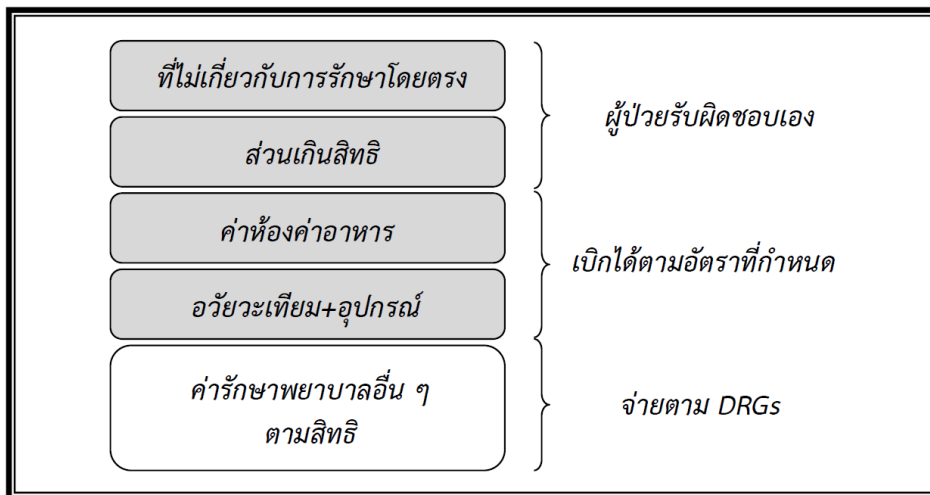 ที่ไม่เกี่ยวกับการรักษาโดยตรง
ส่วนเกินสิทธิ
ผู้ป่วยรับผิดชอบเอง
ค่าห้องค่าอาหาร
อวัยวะเทียม+อุปกรณ์
เบิกได้ตามอัตราที่กำหนด
ค่ารักษาพยาบาลอื่น ๆ
ตามสิทธิ
จ่ายตาม DRGs